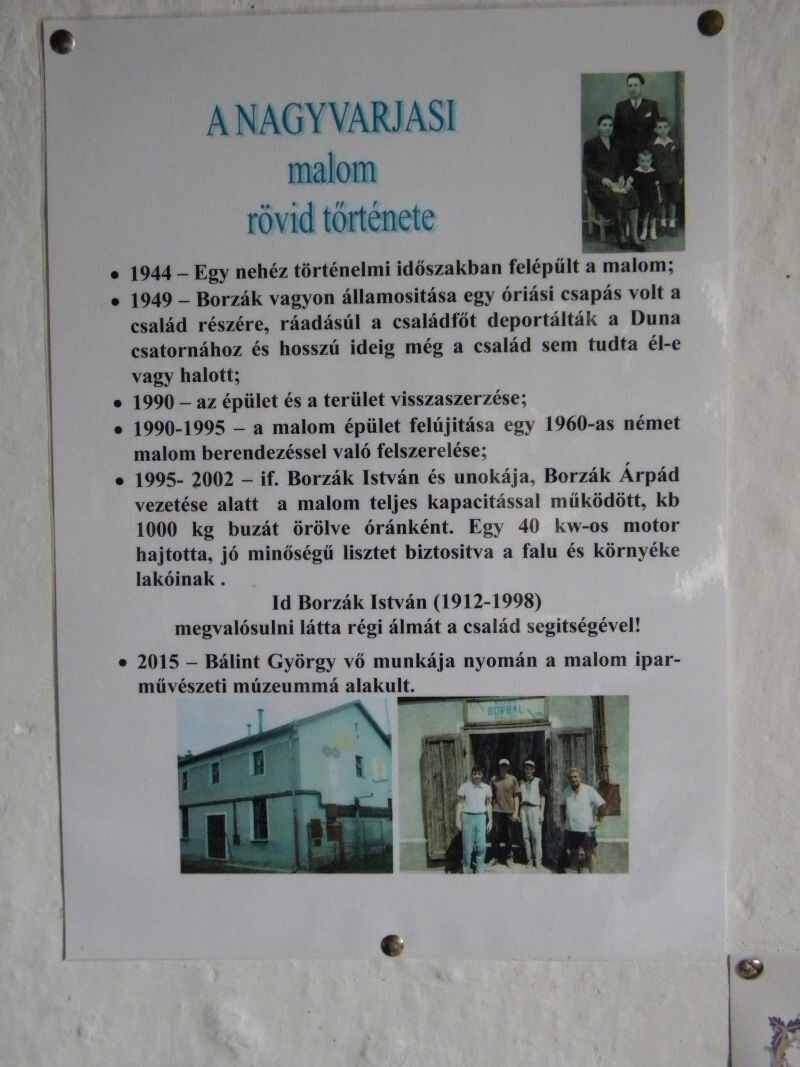 A NAGYVARJASI
malom
rövid tőrténete
• 1944 – Egy nehéz történelmi időszakban felépűlt a malom;
• 1949 – Borzák vagyon államositása egy óriási csapás volt a
család részére, ráadásúl a családfőt deportálták a Duna
csatornához és hosszú ideig még a család sem tudta él-e
vagy halott;
• 1990 – az épület és a terület visszaszerzése;
• 1990-1995 – a malom épület felújitása egy 1960-as német
malom berendezéssel való felszerelése;
• 1995- 2002 – if. Borzák István és unokája, Borzák Árpád
vezetése alatt a malom teljes kapacitással működött, kb
1000 kg buzát örölve óránként. Egy 40 kw-os motor
hajtotta, jó minőségű lisztet biztositva a falu és környéke
lakóinak .
Id Borzák István (1912-1998)
megvalósulni látta régi álmát a család segitségével!
• 2015 – Bálint György vő munkája nyomán a malom ipar-
művészeti múzeummá alakult.
BORBAL